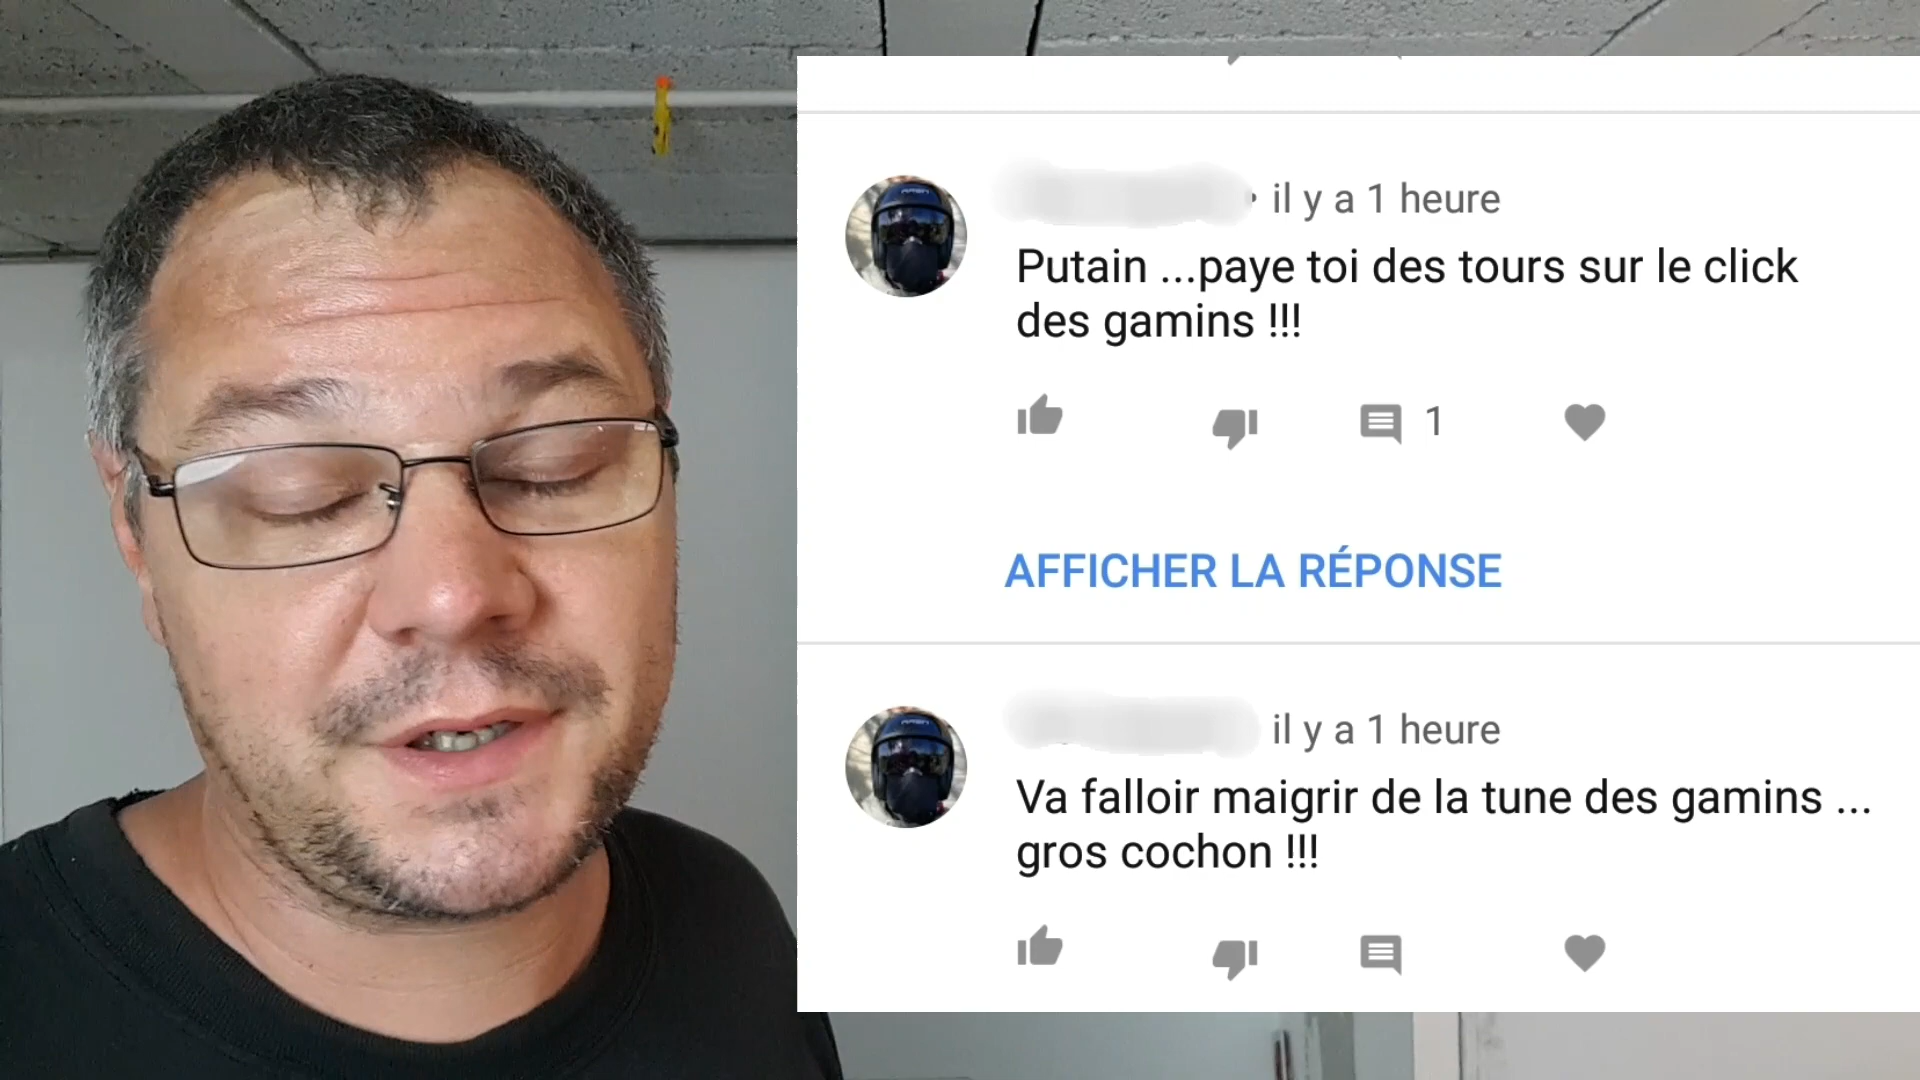 il y a 1 heure
Putain ...paye toi des tours sur le click
des gamins !!!
1
AFFICHER LA RÉPONSE
il y a 1 heure
Va falloir maigrir de la tune des gamins ...
gros cochon !!!